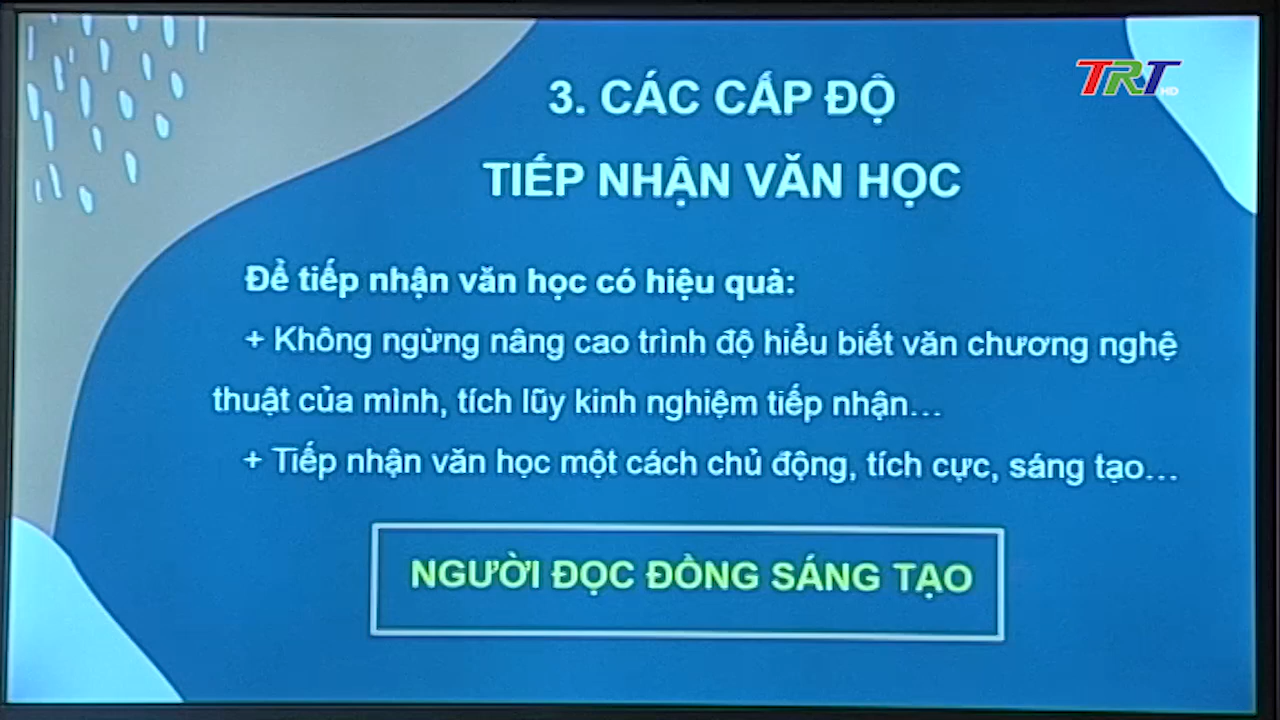 TRT HD
3. CÁC CẤP ĐỘ
TIẾP NHẬN VĂN HỌC
Để tiếp nhận văn học có hiệu quả:
+ Không ngừng nâng cao trình độ hiểu biết văn chương nghệ
thuật của mình, tích lũy kinh nghiệm tiếp nhận...
+ Tiếp nhận văn học một cách chủ động, tích cực, sáng tạo...
NGƯỜI ĐỌC ĐỒNG SÁNG TẠO